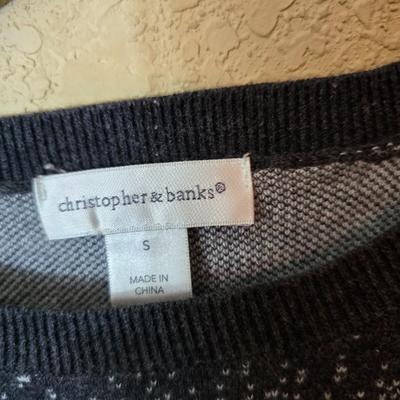 christopher & banks®
S
MADE IN
CHINA